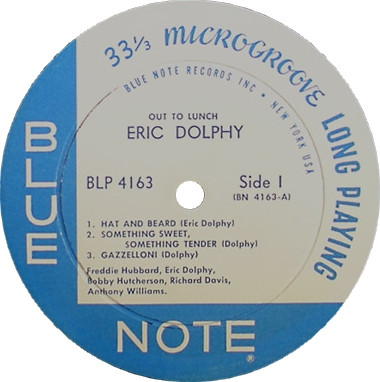 33⅓ MICROGROOVE LONG PLAYING
BLUE NOTE RECORDS INC • NEW YORK USA
OUT TO LUNCH
ERIC DOLPHY
BLP 4163
Side I
(BN 4163-A)
1. HAT AND BEARD (Eric Dolphy)
2. SOMETHING SWEET,
SOMETHING TENDER (Dolphy)
3. GAZZELLONI (Dolphy)
Freddie Hubbard, Eric Dolphy,
Bobby Hutcherson, Richard Davis,
Anthony Williams.
BLUE
NOTE
®